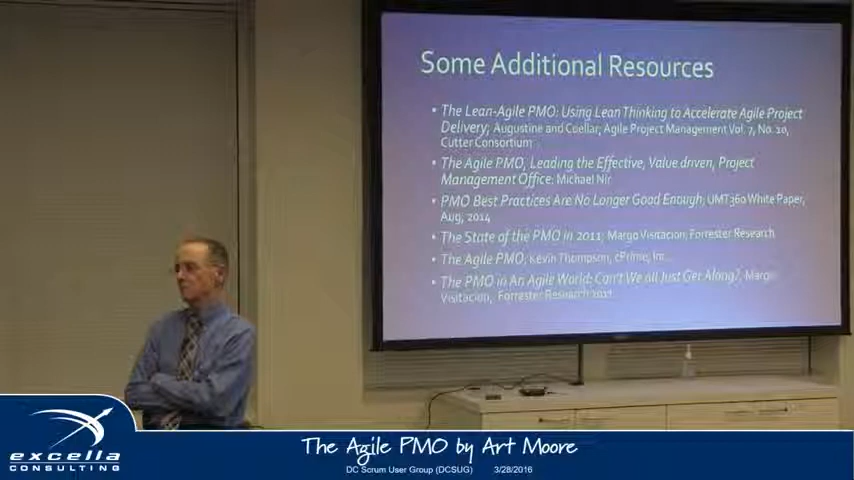 Some Additional Resources
• The Lean-Agile PMO: Using Lean Thinking to Accelerate Agile Project
Delivery; Augustine and Coellar; Agile Project Management Vol. 7, No. 10,
Cutter Consortium
• The Agile PMO, Leading the Effective, Value driven, Project
Management Office: Michael Nir
• PMO Best Practices Are No Longer Good Enough; UMT360 White Paper,
Aug, 2014
• The State of the PMO in 2011; Margo Visitacion; Forrester Research
• The Agile PMO; Kevin Thompson, cPrime, Inc.
• The PMO in An Agile World: Can't We all Just Get Along?, Margo
Visitacion, Forrester Research
excella
CONSULTING
The Agile PMO by Art Moore
DC Scrum User Group (DCSUG) 3/28/2016